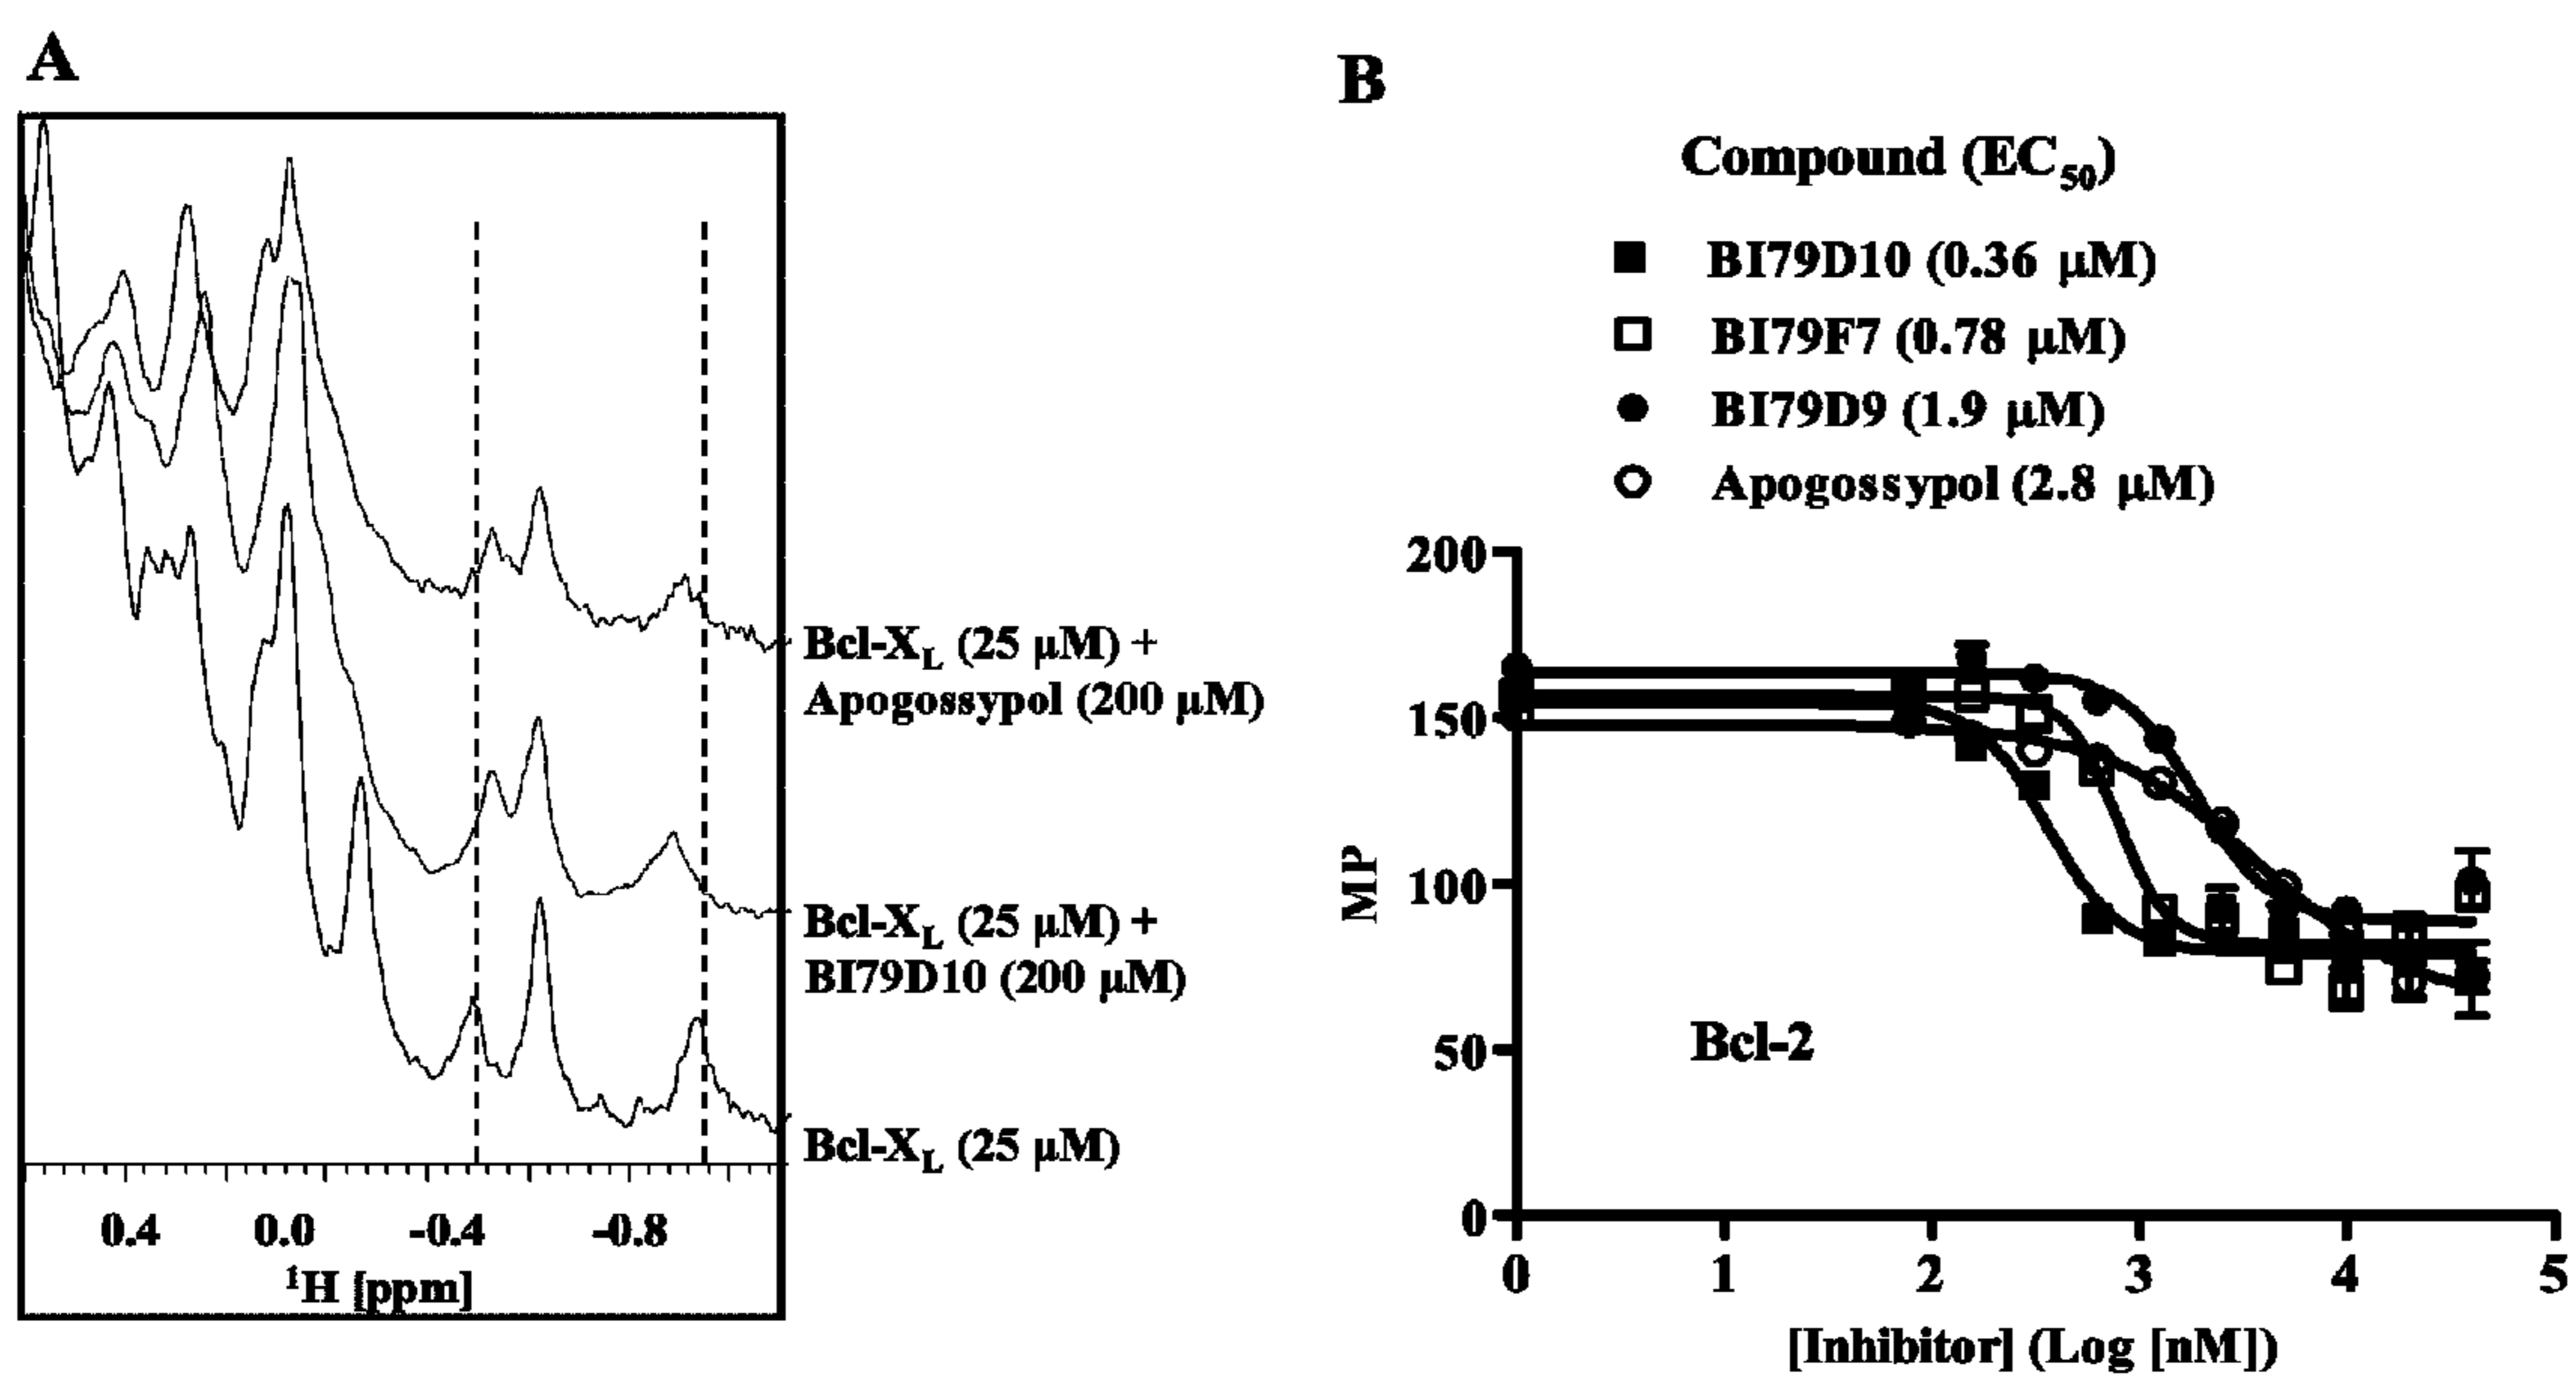 A
Bcl-XL (25 μM) +
Apogossypol (200 μM)
Bcl-XL (25 μM) +
BI79D10 (200 μM)
Bcl-XL (25 μM)
0.4 0.0 -0.4 -0.8
1H [ppm]
B
Compound (EC50)
BI79D10 (0.36 μM)
BI79F7 (0.78 μM)
BI79D9 (1.9 μM)
Apogossypol (2.8 μM)
200
150
100
50
0
MP
Bcl-2
0 1 2 3 4 5
[Inhibitor] (Log [nM])